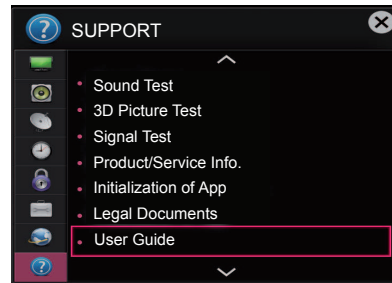 SUPPORT
Sound Test
3D Picture Test
Signal Test
Product/Service Info.
Initialization of App
Legal Documents
User Guide